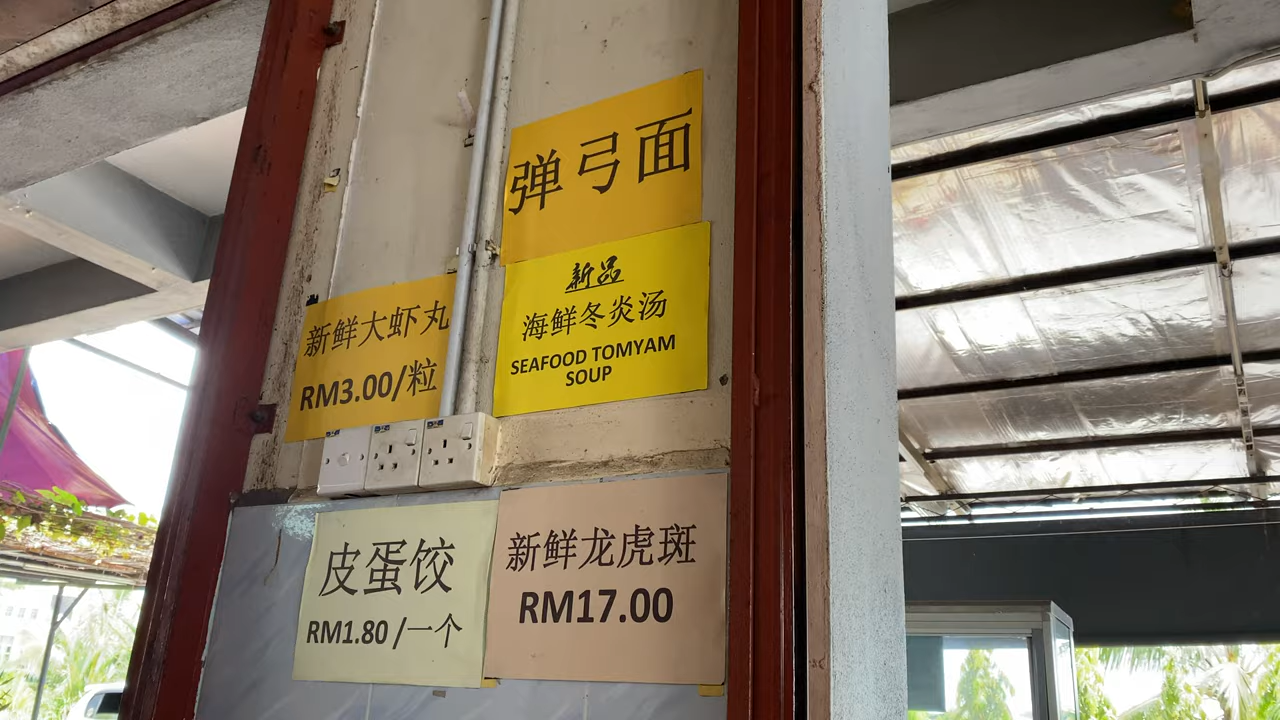 弹弓面
新品
海鲜冬炎汤
SEAFOOD TOMYAM
SOUP
新鲜大虾丸
RM3.00/粒
皮蛋饺
RM1.80 /一个
新鲜龙虎斑
RM17.00